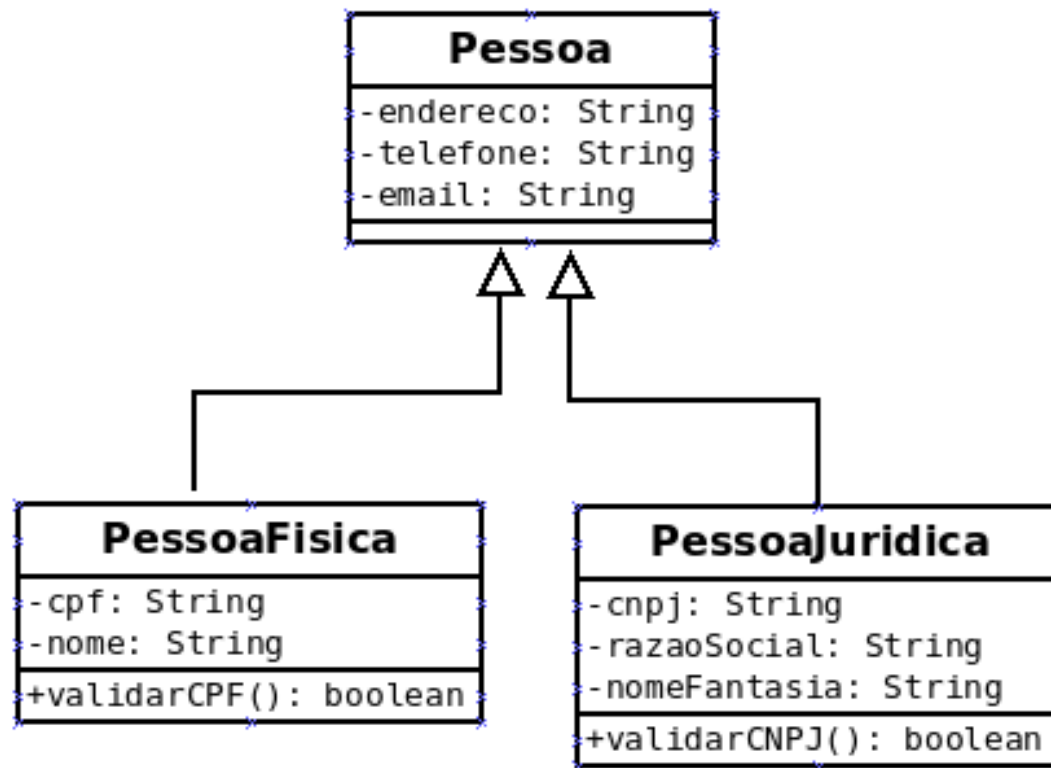 Pessoa
-endereco: String
-telefone: String
-email: String
PessoaFisica
-cpf: String
-nome: String
+validarCPF(): boolean
PessoaJuridica
-cnpj: String
-razaoSocial: String
-nomeFantasia: String
+validarCNPJ(): boolean